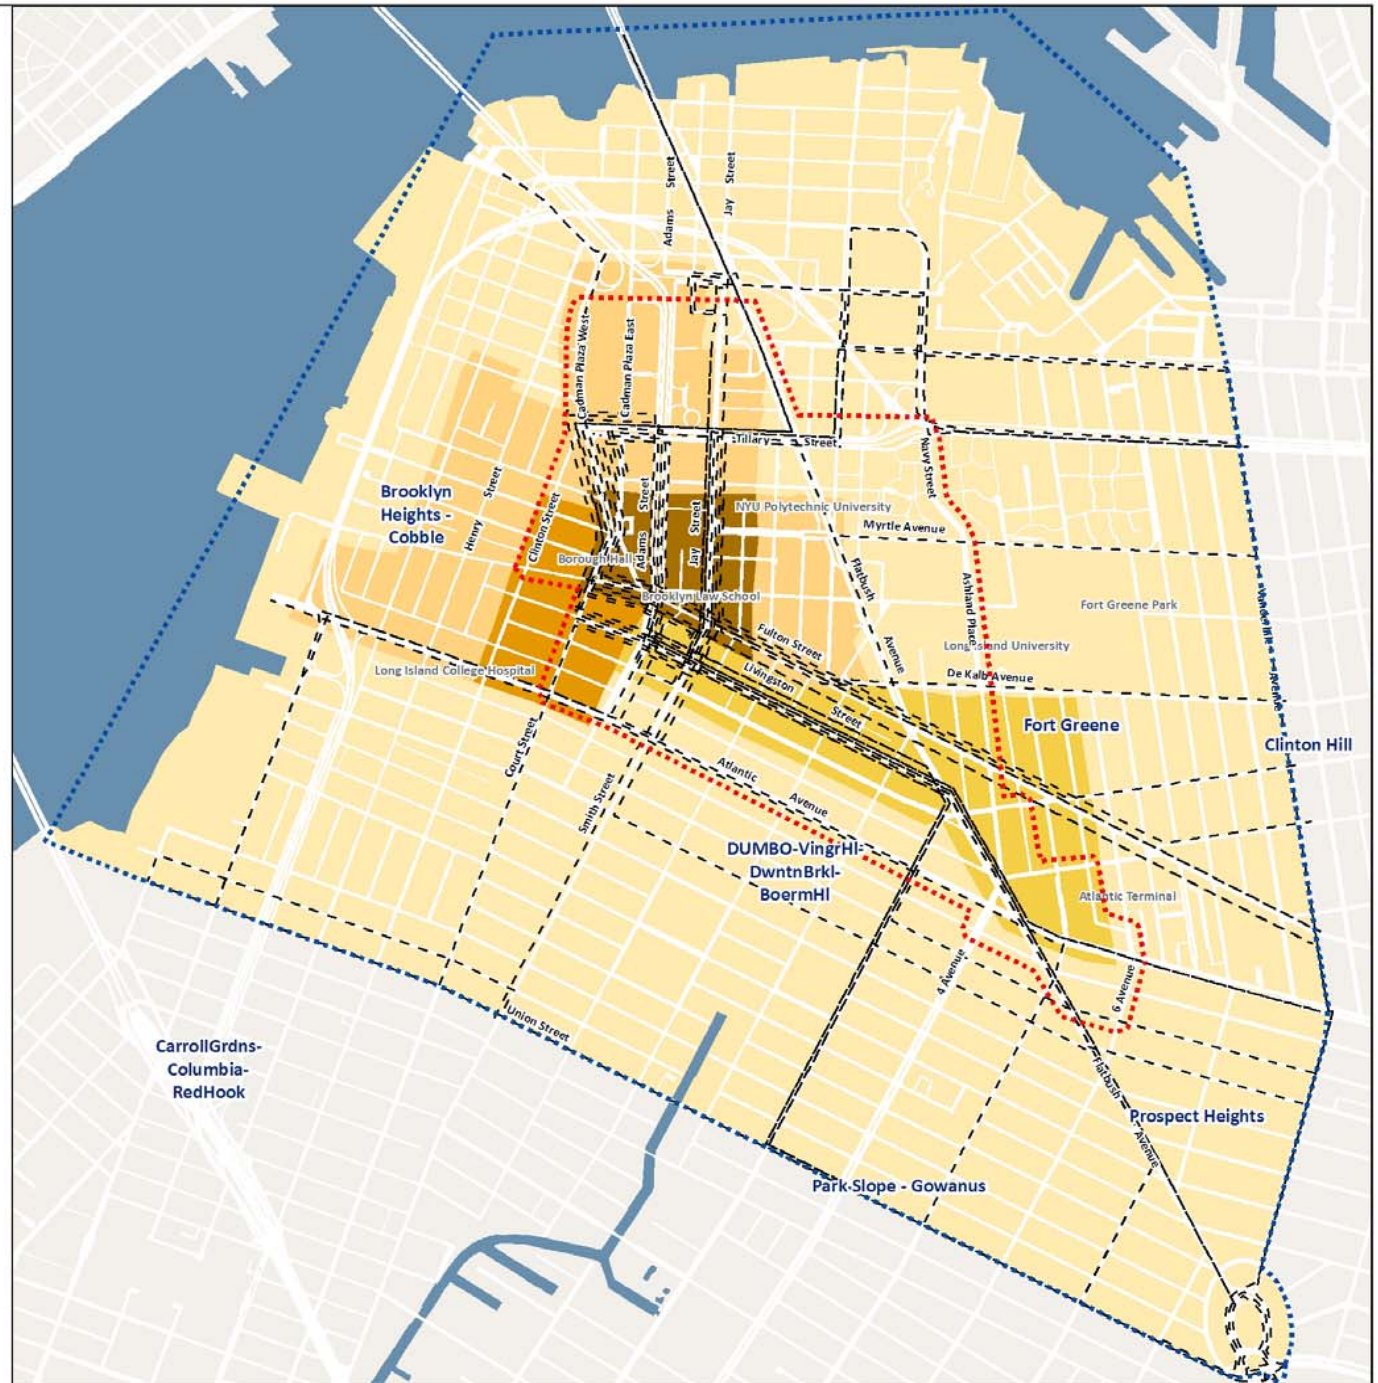 Adams Street
Jay Street
Cadman Plaza West
Cadman Plaza East
Tillary Street
Navy Street
Brooklyn
Heights -
Cobble
Henry Street
Clinton Street
Adams Street
Jay Street
NYU Polytechnic University
Myrtle Avenue
Borough Hall
Brooklyn Law School
Flatbush Avenue
Ashland Place
Fort Greene Park
Vanderbilt Avenue
Fulton Street
Long Island University
Long Island College Hospital
Livingston Street
De Kalb Avenue
Fort Greene
Clinton Hill
Court Street
Smith Street
Atlantic Avenue
DUMBO-VingrHl-
DwntnBrkl-
BoermHl
Atlantic Terminal
4 Avenue
6 Avenue
Union Street
CarrollGrdns-
Columbia-
RedHook
Flatbush Avenue
Prospect Heights
Park Slope - Gowanus